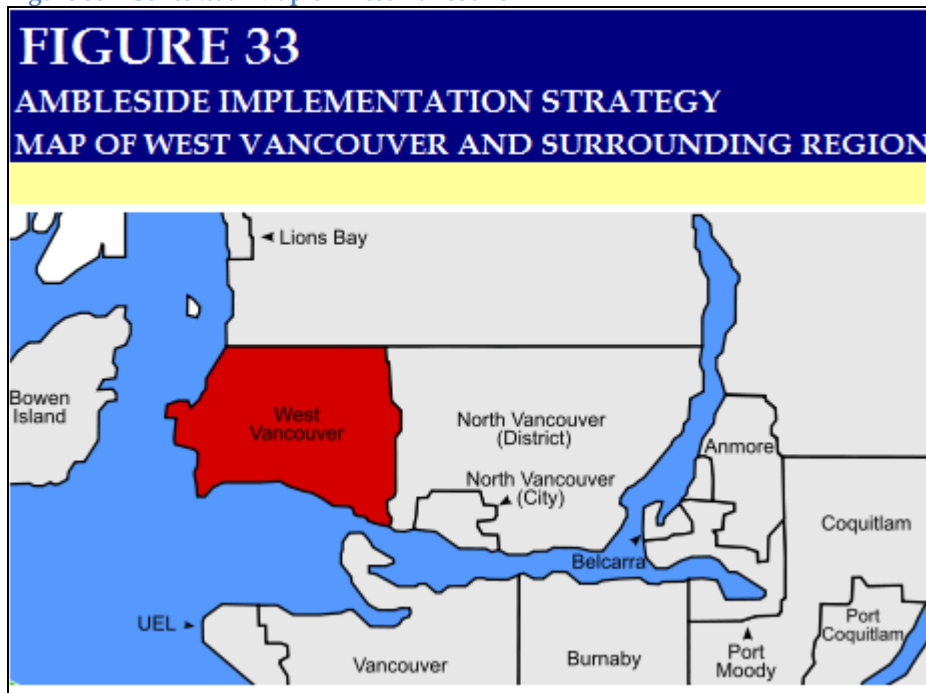 FIGURE 33
AMBLESIDE IMPLEMENTATION STRATEGY
MAP OF WEST VANCOUVER AND SURROUNDING REGION
Lions Bay
Bowen
Island
West
Vancouver
North Vancouver
(District)
Anmore
North Vancouver
(City)
Coquitlam
Belcarra
UEL
Port
Coquitlam
Vancouver
Burnaby
Port
Moody